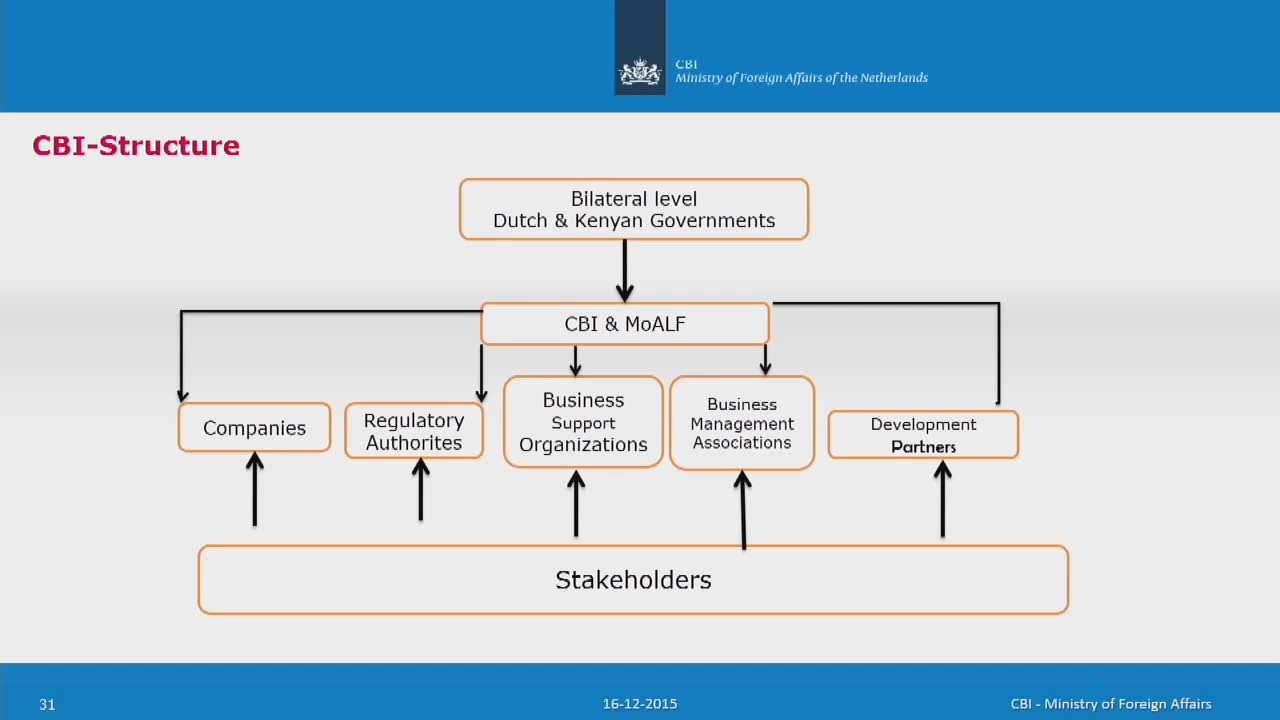 CBI
Ministry of Foreign Affairs of the Netherlands
CBI-Structure
Bilateral level
Dutch & Kenyan Governments
CBI & MoALF
Companies
Regulatory
Authorites
Business
Support
Organizations
Business
Management
Associations
Development
Partners
Stakeholders
31
16-12-2015
CBI - Ministry of Foreign Affairs